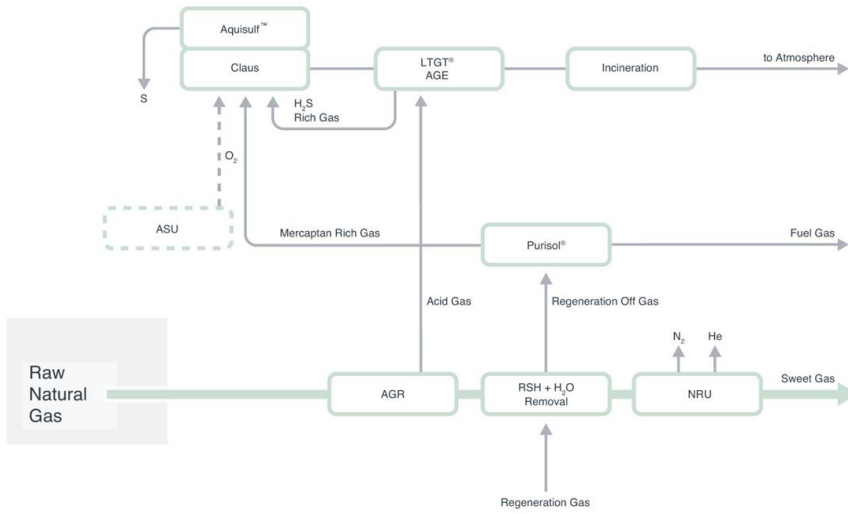 Aquisulf™
Claus
LTGT®
AGE
Incineration
to Atmosphere
S
H₂S
Rich Gas
O₂
ASU
Mercaptan Rich Gas
Purisol®
Fuel Gas
Acid Gas
Regeneration Off Gas
N₂
He
Raw
Natural
Gas
AGR
RSH + H₂O
Removal
NRU
Sweet Gas
Regeneration Gas